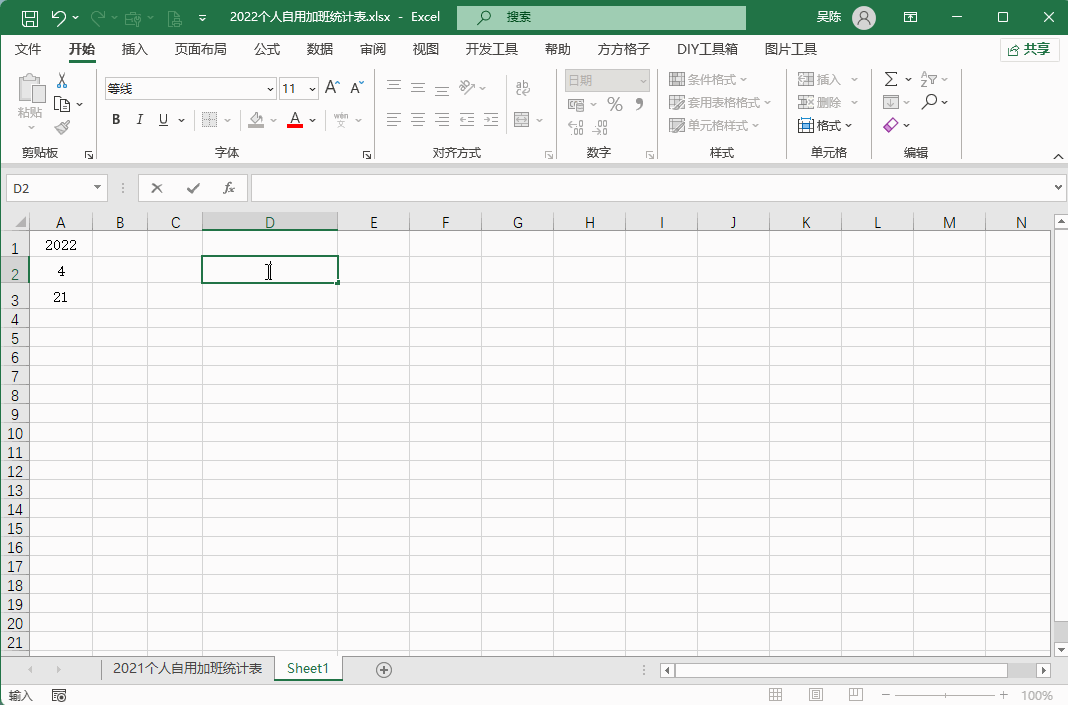 2022个人自用加班统计表.xlsx - Excel
搜索
吴陈
文件 开始 插入 页面布局 公式 数据 审阅 视图 开发工具 帮助 方方格子 DIY工具箱 图片工具 共享
粘贴
剪贴板
等线 11 A A
B I U A wén 文
字体
ab
对齐方式
日期
% 9
.00 .00
数字
条件格式
套用表格格式
单元格样式
样式
插入
删除
格式
单元格
编辑
D2 fx
A B C D E F G H I J K L M N
1 2022
2 4
3 21
4
5
6
7
8
9
10
11
12
13
14
15
16
17
18
19
20
21
2021个人自用加班统计表 Sheet1
输入 100%